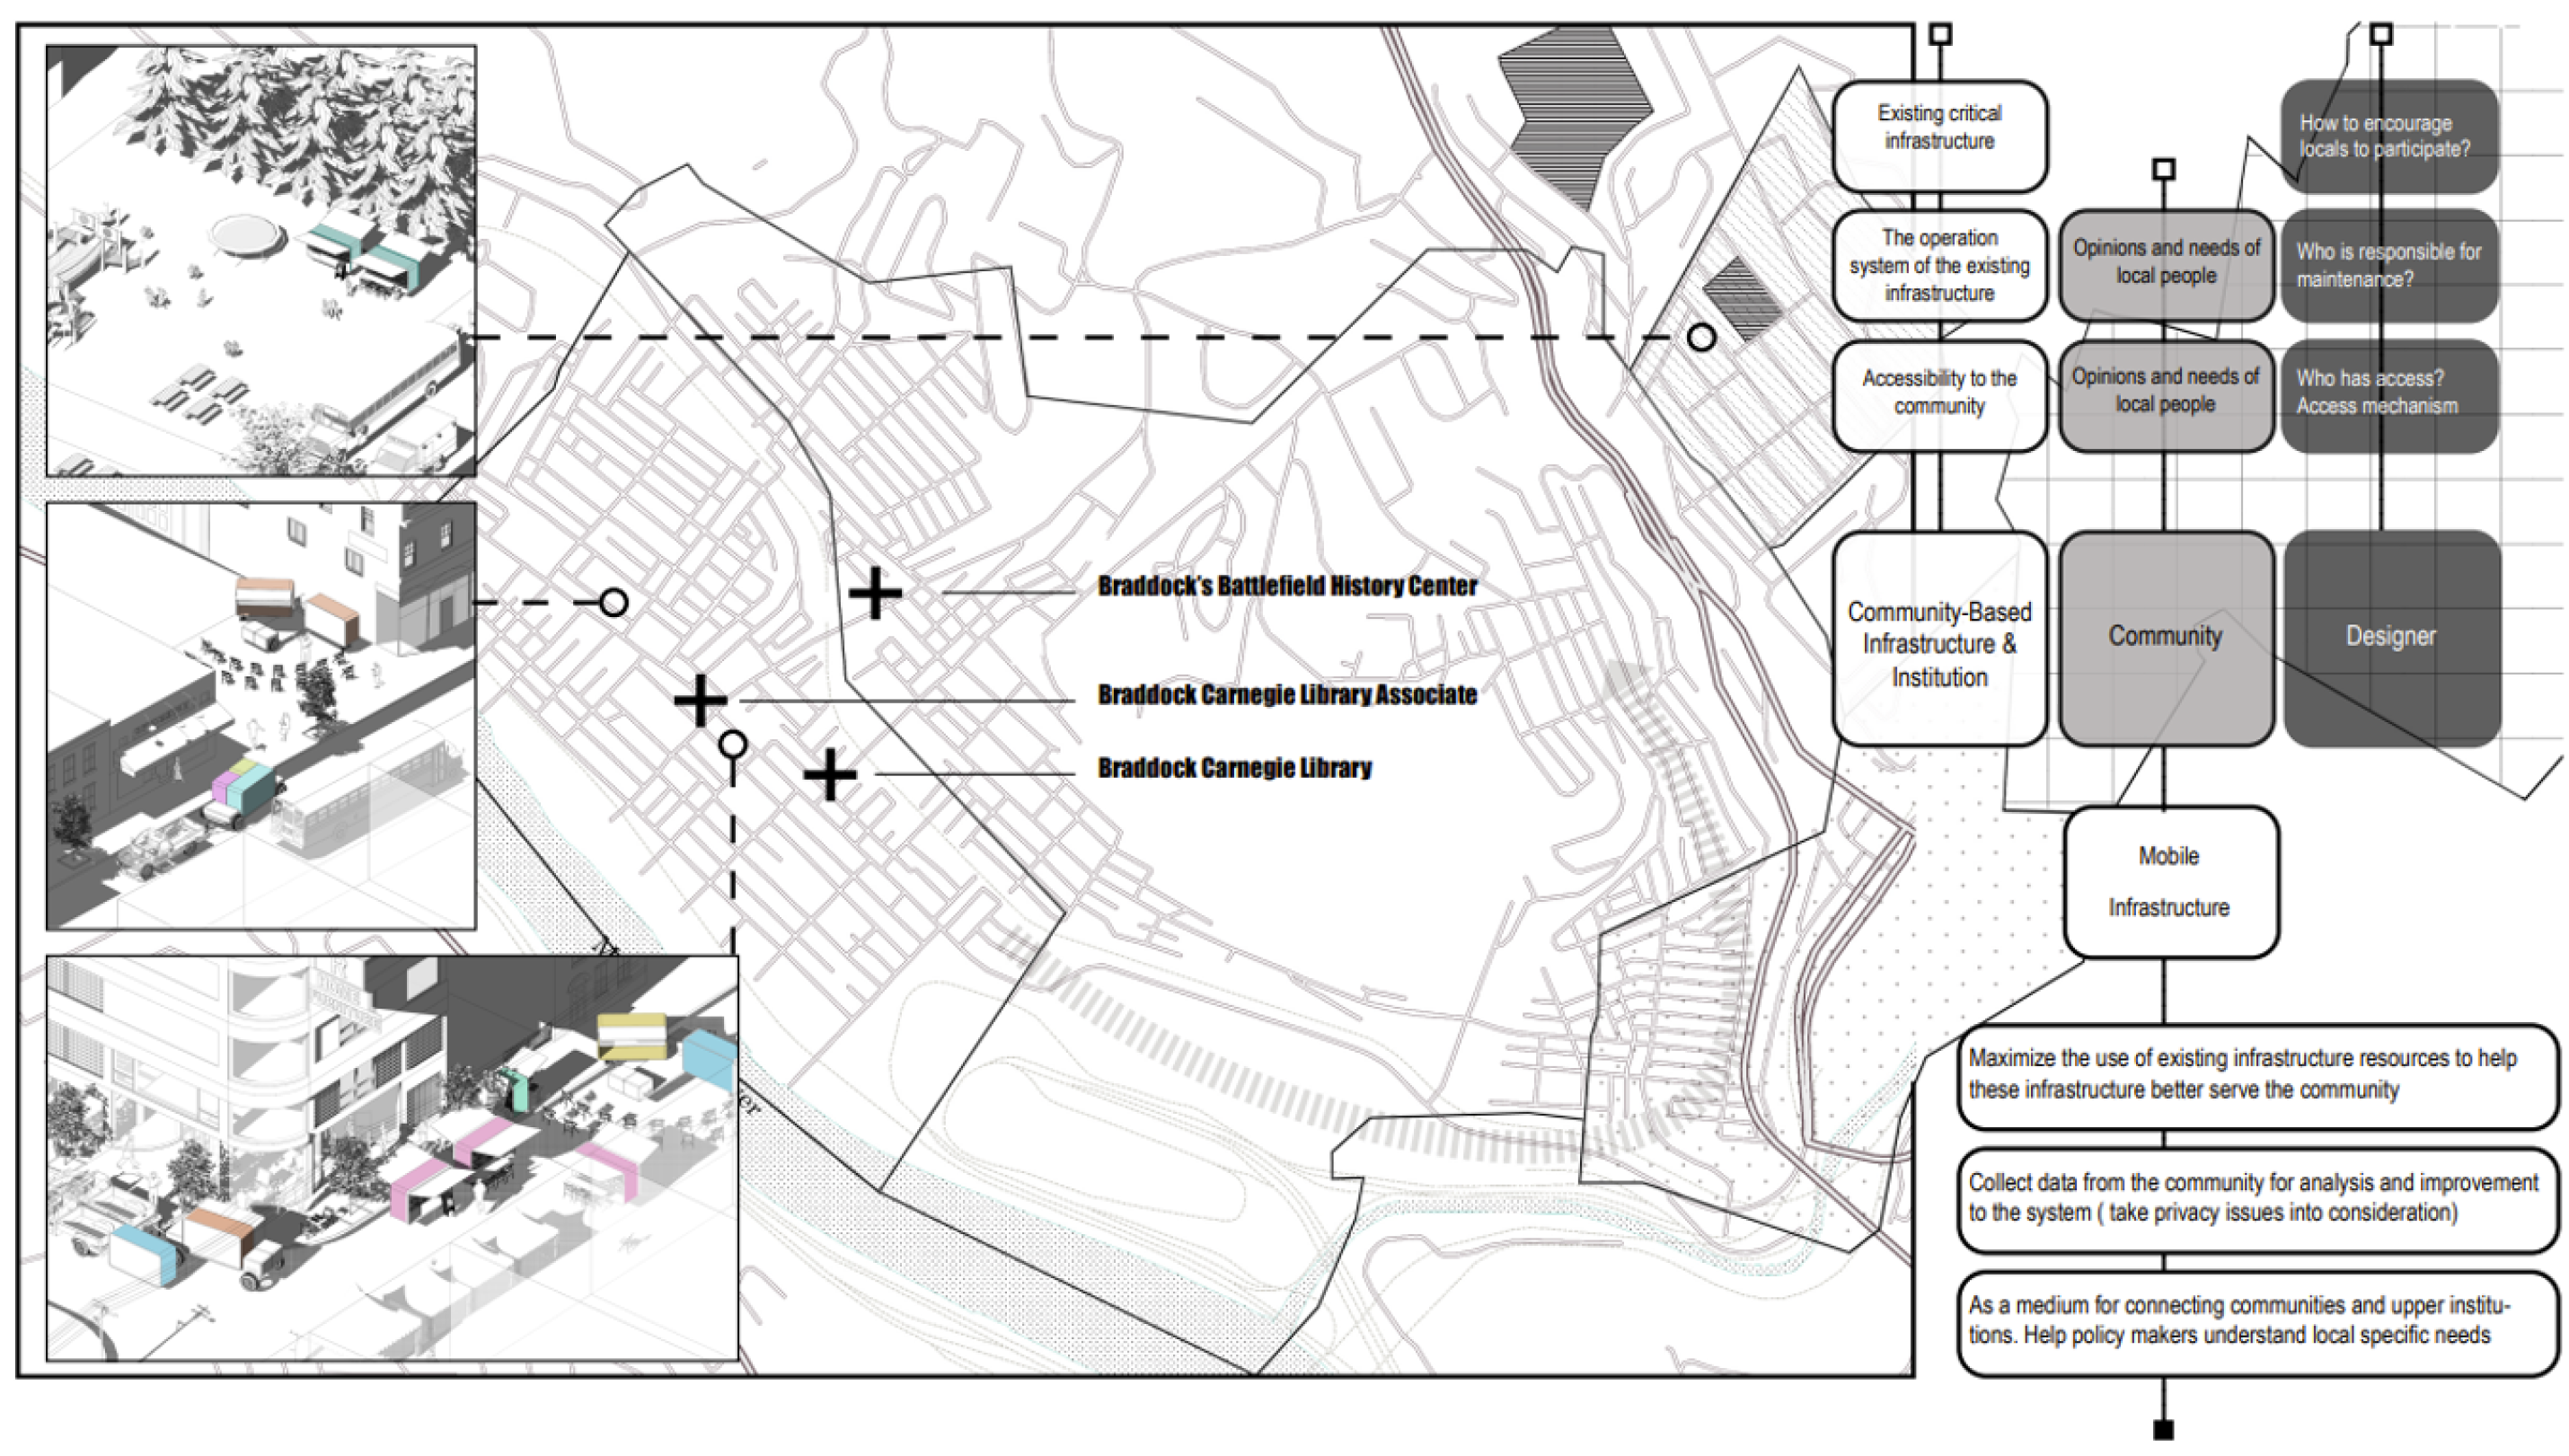 Existing critical
infrastructure
The operation
system of the existing
infrastructure
Accessibility to the
community
Community-Based
Infrastructure &
Institution
Opinions and needs of
local people
Opinions and needs of
local people
Community
How to encourage
locals to participate?
Who is responsible for
maintenance?
Who has access?
Access mechanism
Designer
Braddock's Battlefield History Center
Braddock Carnegie Library Associate
Braddock Carnegie Library
Mobile
Infrastructure
Maximize the use of existing infrastructure resources to help
these infrastructure better serve the community
Collect data from the community for analysis and improvement
to the system ( take privacy issues into consideration)
As a medium for connecting communities and upper institu-
tions. Help policy makers understand local specific needs